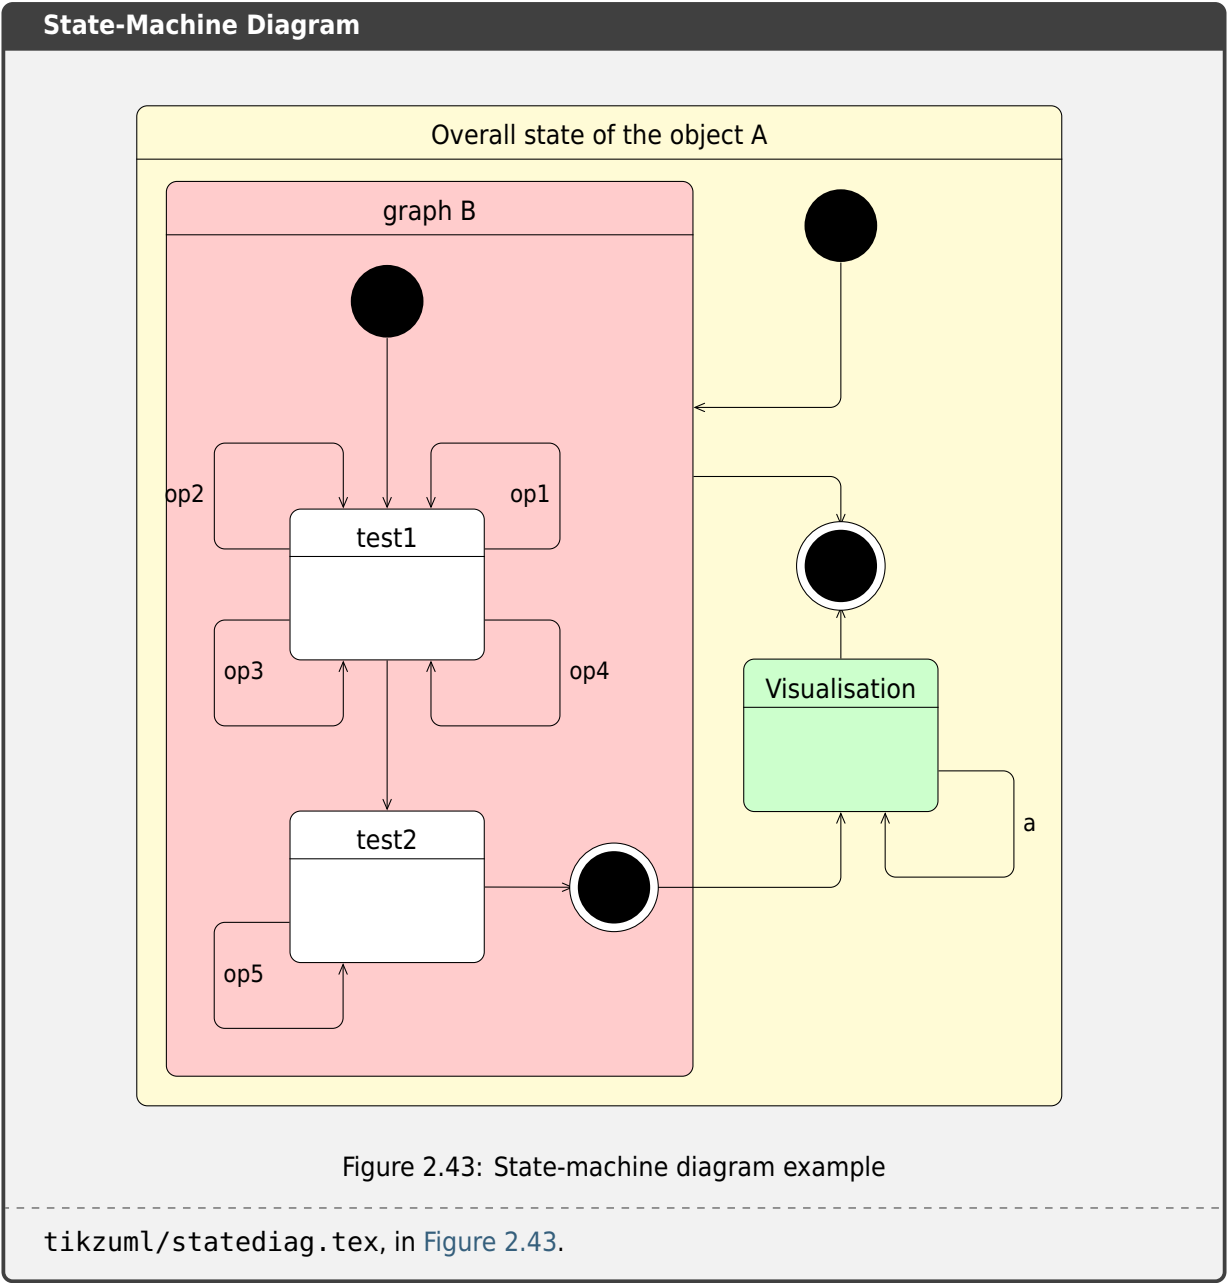 State-Machine Diagram
Overall state of the object A
graph B
op2
op1
test1
op3
op4
Visualisation
a
test2
op5
Figure 2.43: State-machine diagram example
tikzuml/statediag.tex, in Figure 2.43.